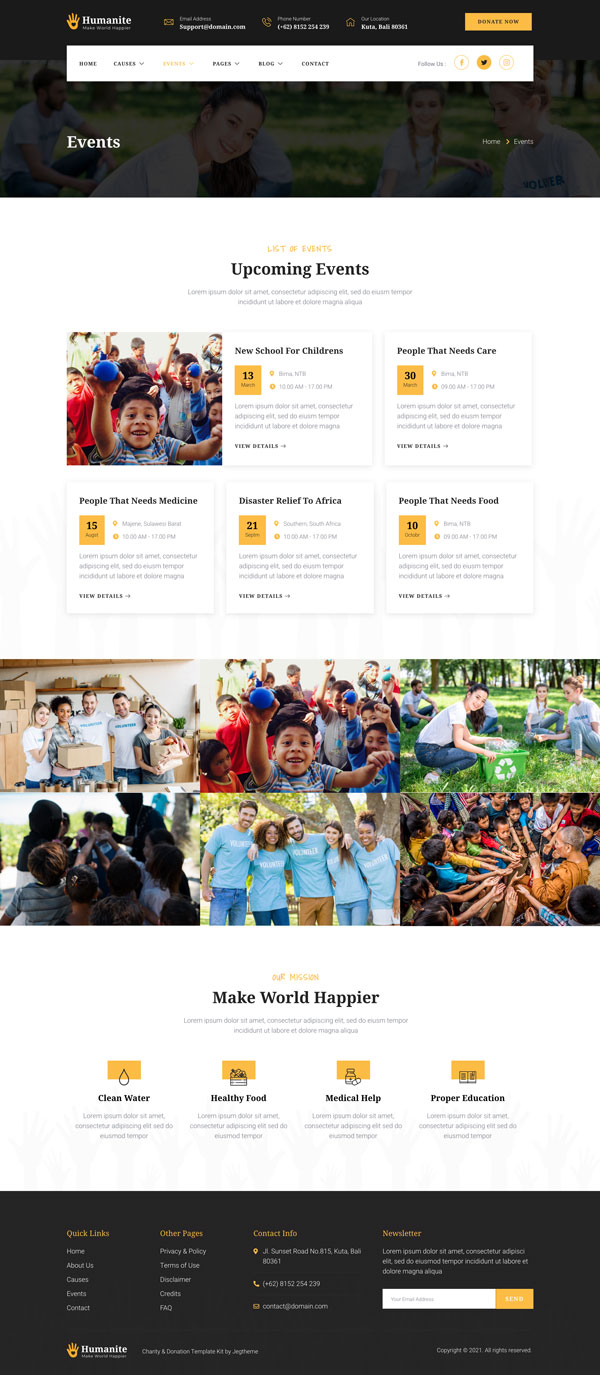 Humanite
Make World Happier
Email Address
Support@domain.com
Phone Number
(+62) 8152 254 239
Our Location
Kuta, Bali 80361
DONATE NOW
HOME CAUSES EVENTS PAGES BLOG CONTACT
Follow Us :
Events
Home Events
VOLUNTEER
LIST OF EVENTS
Upcoming Events
Lorem ipsum dolor sit amet, consectetur adipiscing elit, sed do eiusm tempor
incididunt ut labore et dolore magna aliqua
New School For Childrens
13
March
Bima, NTB
10.00 AM - 17.00 PM
Lorem ipsum dolor sit amet, consectetur
adipiscing elit, sed do eiusm tempor
incididunt ut labore et dolore magna
VIEW DETAILS
People That Needs Care
30
March
Bima, NTB
09.00 AM - 17.00 PM
Lorem ipsum dolor sit amet, consectetur
adipiscing elit, sed do eiusm tempor
incididunt ut labore et dolore magna
VIEW DETAILS
People That Needs Medicine
15
Augst
Majene, Sulawesi Barat
10.00 AM - 17.00 PM
Lorem ipsum dolor sit amet, consectetur
adipiscing elit, sed do eiusm tempor
incididunt ut labore et dolore magna
VIEW DETAILS
Disaster Relief To Africa
21
Septm
Southern, South Africa
10.00 AM - 17.00 PM
Lorem ipsum dolor sit amet, consectetur
adipiscing elit, sed do eiusm tempor
incididunt ut labore et dolore magna
VIEW DETAILS
People That Needs Food
10
Octobr
Bima, NTB
09.00 AM - 17.00 PM
Lorem ipsum dolor sit amet, consectetur
adipiscing elit, sed do eiusm tempor
incididunt ut labore et dolore magna
VIEW DETAILS
VOLUNTEER
VOLUNTEER
VOLUNTEER
VOLUNTEER
OUR MISSION
Make World Happier
Lorem ipsum dolor sit amet, consectetur adipiscing elit, sed do eiusm tempor
incididunt ut labore et dolore magna aliqua
Clean Water
Lorem ipsum dolor sit amet,
consectetur adipiscing elit sed do
eiusmod tempor
Healthy Food
Lorem ipsum dolor sit amet,
consectetur adipiscing elit sed do
eiusmod tempor
Medical Help
Lorem ipsum dolor sit amet,
consectetur adipiscing elit sed do
eiusmod tempor
Proper Education
Lorem ipsum dolor sit amet,
consectetur adipiscing elit sed do
eiusmod tempor
Quick Links
Home
About Us
Causes
Events
Contact
Other Pages
Privacy & Policy
Terms of Use
Disclaimer
Credits
FAQ
Contact Info
Jl. Sunset Road No.815, Kuta, Bali
80361
(+62) 8152 254 239
contact@domain.com
Newsletter
Lorem ipsum dolor sit amet, consectetur adipisci
elit, sed do eiusm tempor incididunt ut labore et
dolore magna aliqua
Your Email Address
SEND
Humanite
Make World Happier
Charity & Donation Template Kit by Jegtheme
Copyright © 2021. All rights reserved.